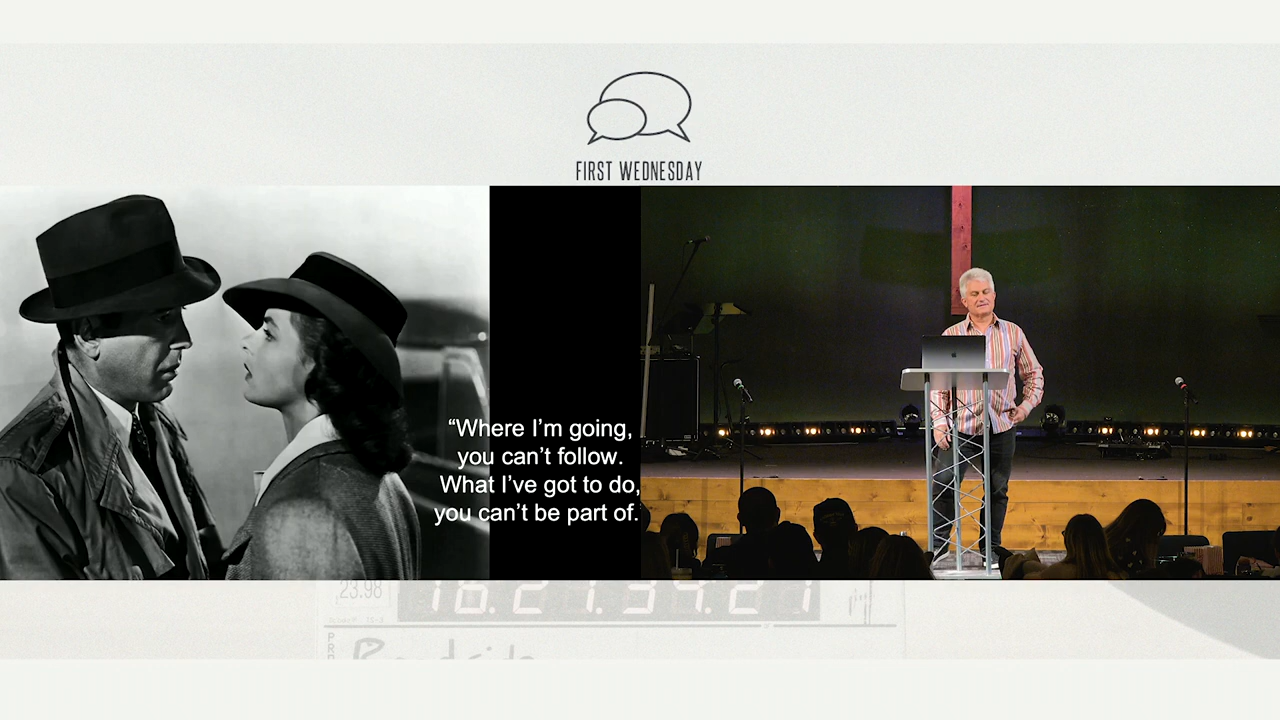 FIRST WEDNESDAY
“Where I’m going,
you can’t follow.
What I’ve got to do,
you can’t be part of.
23.98